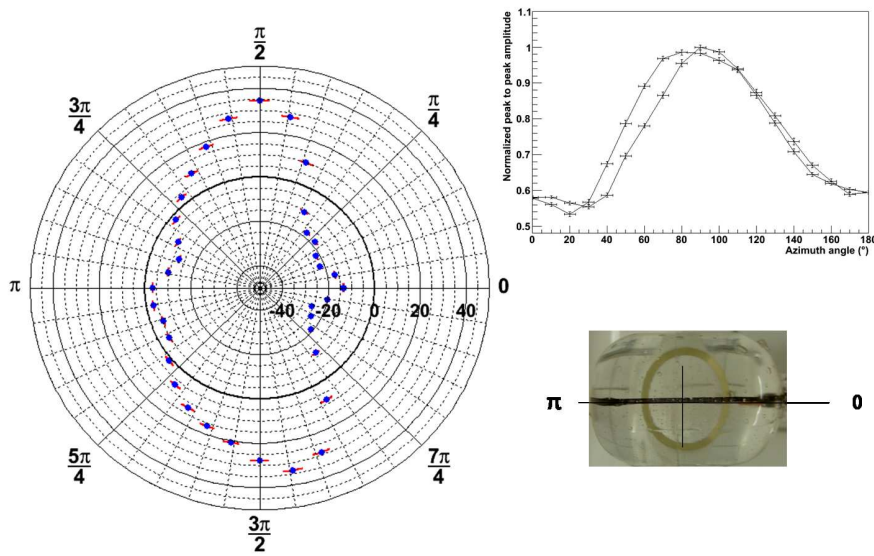 π/2
3π/4
π/4
π
0
-40 -20 0 20 40
5π/4
7π/4
3π/2
Normalized peak to peak amplitude
1
0.9
0.8
0.7
0.6
0.5
0 20 40 60 80 100 120 140 160 180
Azimuth angle (°)
π 0